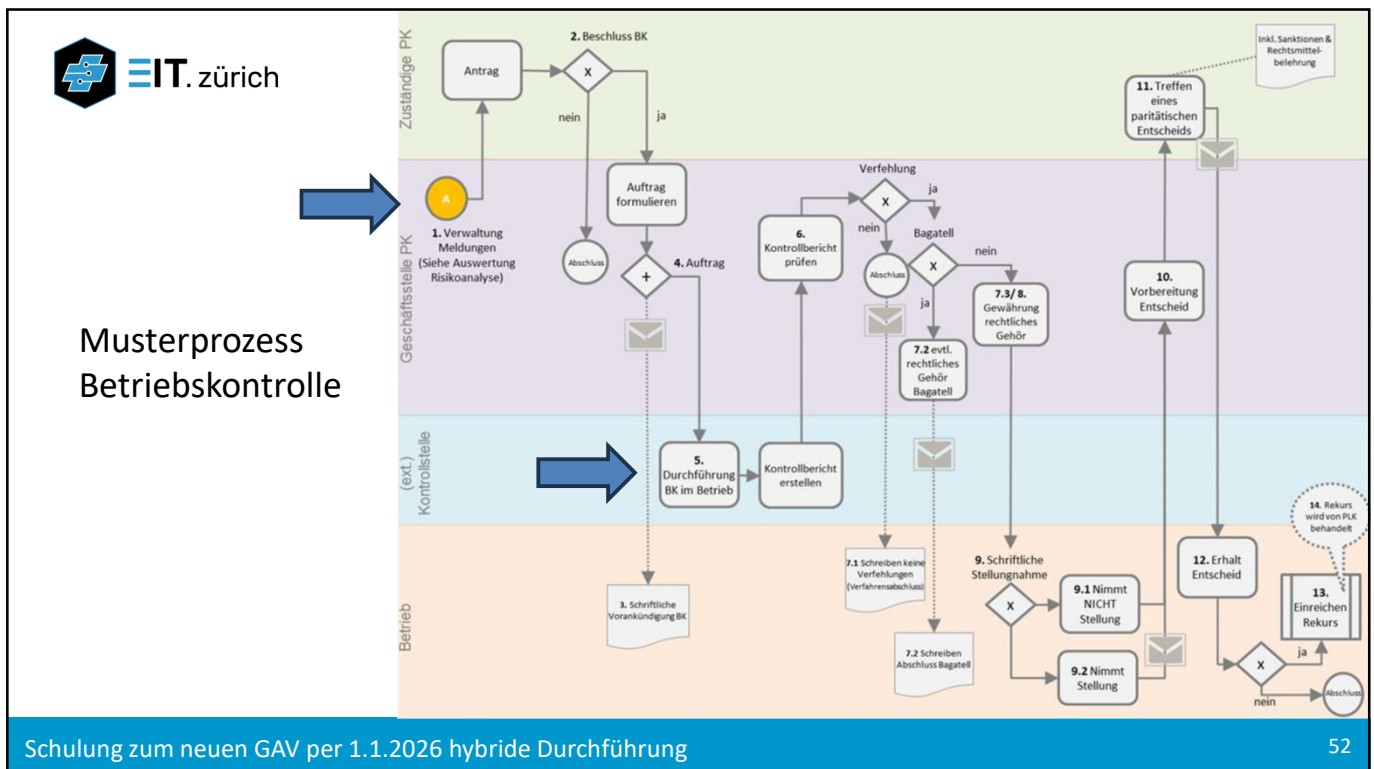 EIT. zürich
Musterprozess
Betriebskontrolle
Zuständige PK
Antrag
2. Beschluss BK
X
nein
ja
11. Treffen
eines
paritätischen
Entscheids
Inkl. Sanktionen &
Rechtsmittel-
belehrung
Geschäftsstelle PK
A
1. Verwaltung
Meldungen
(Siehe Auswertung
Risikoanalyse)
Abschluss
Auftrag
formulieren
+
4. Auftrag
6.
Kontrollbericht
prüfen
Verfehlung
X
ja
nein
Abschluss
Bagatell
X
nein
ja
7.2 evtl.
rechtliches
Gehör
Bagatell
7.3/ 8.
Gewährung
rechtliches
Gehör
10.
Vorbereitung
Entscheid
(ext.)
Kontrollstelle
5.
Durchführung
BK im Betrieb
Kontrollbericht
erstellen
Betrieb
3. Schriftliche
Vorankündigung BK
7.1 Schreiben keine
Verfehlungen
(Verfahrensabschluss)
7.2 Schreiben
Abschluss Bagatell
9. Schriftliche
Stellungnahme
X
9.1 Nimmt
NICHT
Stellung
9.2 Nimmt
Stellung
12. Erhalt
Entscheid
X
ja
nein
13.
Einreichen
Rekurs
14. Rekurs
wird von PLK
behandelt
Abschluss
Schulung zum neuen GAV per 1.1.2026 hybride Durchführung
52